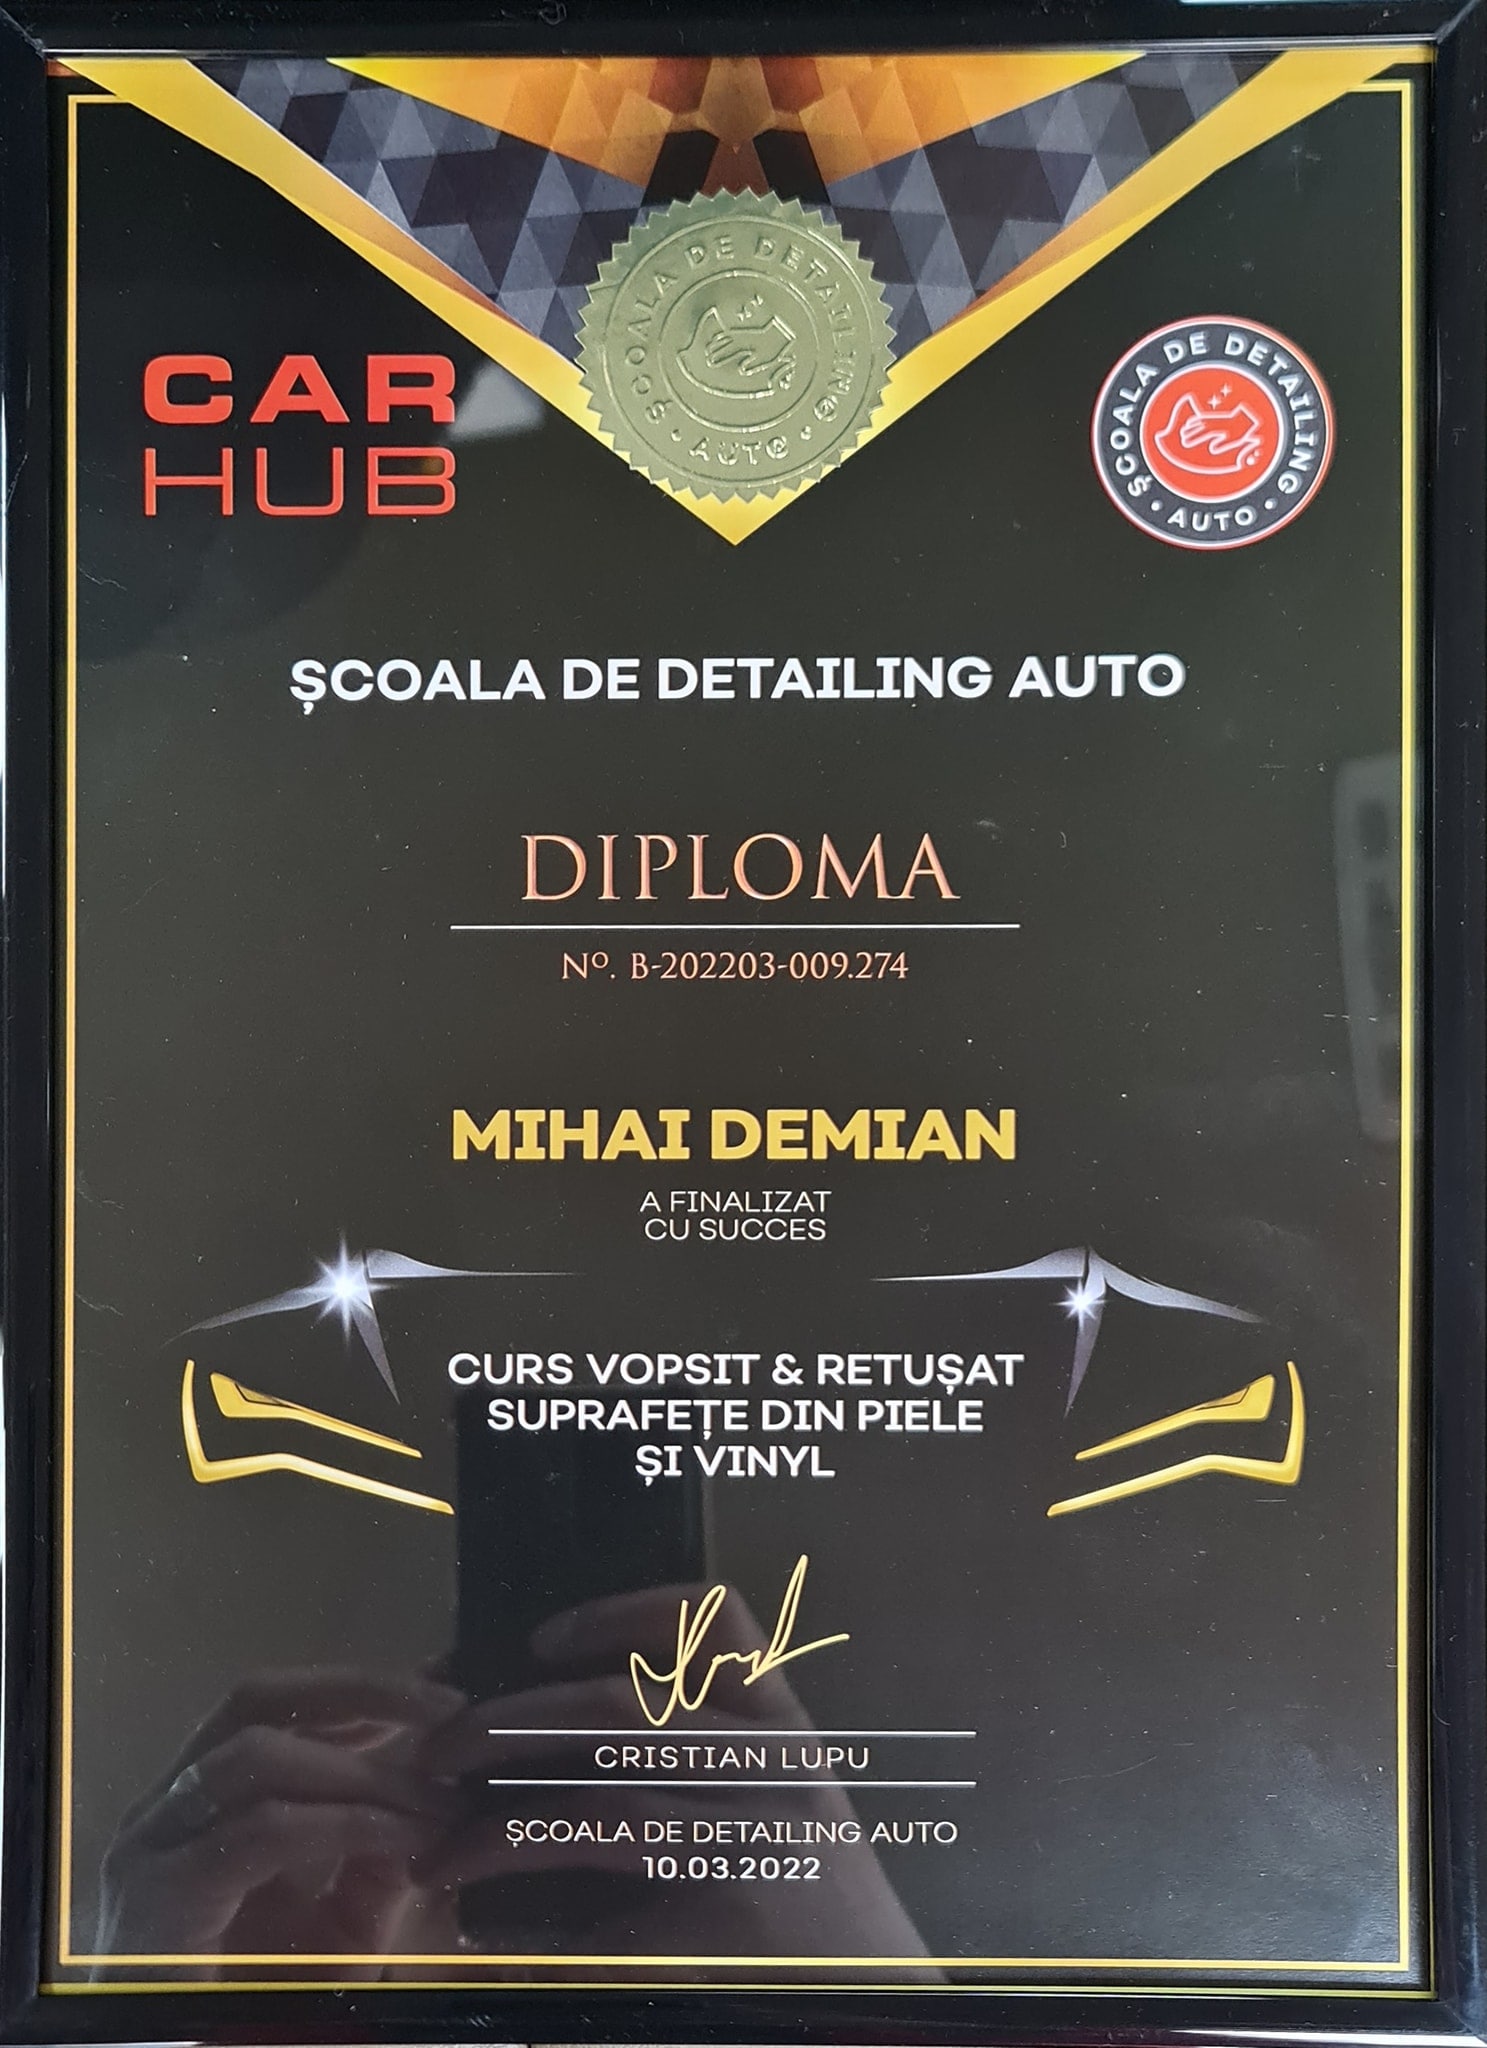 ȘCOALA DE DETAILING
AUTO
CAR
HUB
ȘCOALA DE DETAILING
AUTO
ȘCOALA DE DETAILING AUTO
DIPLOMA
Nº. B-202203-009.274
MIHAI DEMIAN
A FINALIZAT
CU SUCCES
CURS VOPSIT & RETUȘAT
SUPRAFEȚE DIN PIELE
ȘI VINYL
CRISTIAN LUPU
ȘCOALA DE DETAILING AUTO
10.03.2022